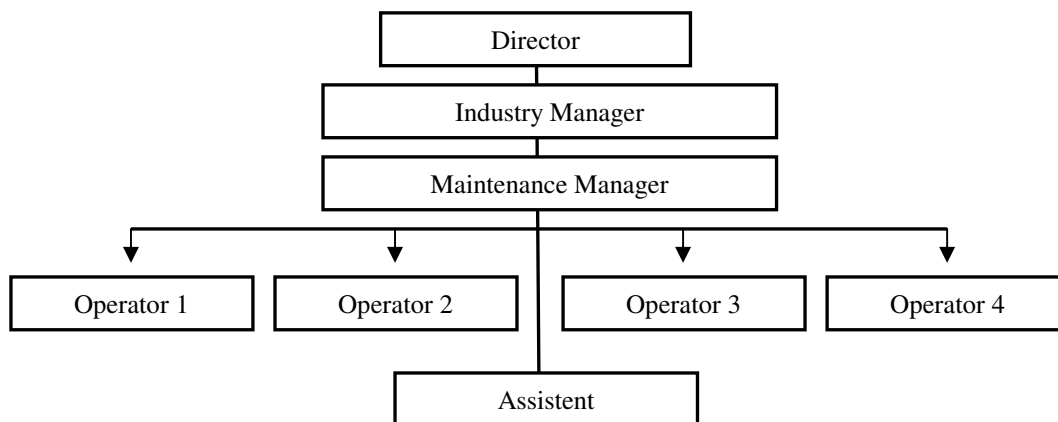 Director
Industry Manager
Maintenance Manager
Operator 1
Operator 2
Operator 3
Operator 4
Assistent